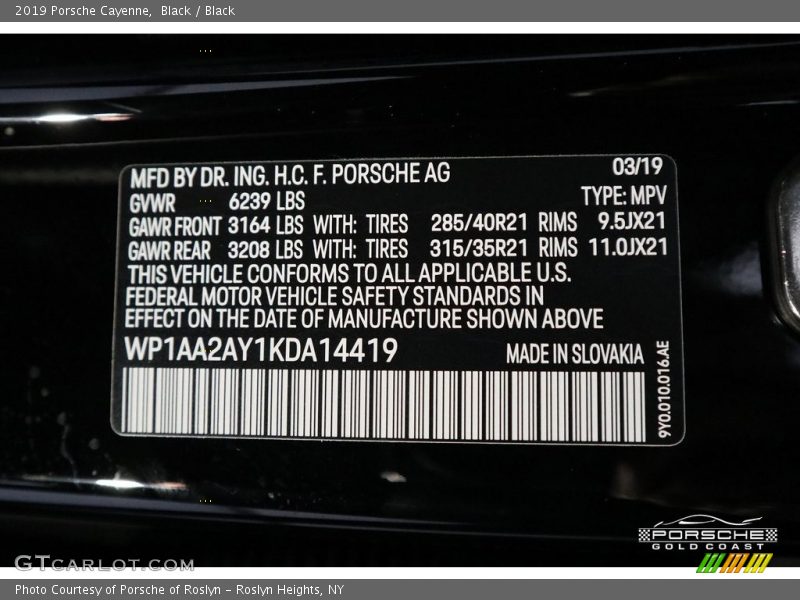 2019 Porsche Cayenne,  Black / Black
MFD BY DR. ING. H.C. F. PORSCHE AG 03/19
GVWR 6239 LBS TYPE: MPV
GAWR FRONT 3164 LBS WITH: TIRES 285/40R21 RIMS 9.5JX21
GAWR REAR 3208 LBS WITH: TIRES 315/35R21 RIMS 11.0JX21
THIS VEHICLE CONFORMS TO ALL APPLICABLE U.S.
FEDERAL MOTOR VEHICLE SAFETY STANDARDS IN
EFFECT ON THE DATE OF MANUFACTURE SHOWN ABOVE
WP1AA2AY1KDA14419 MADE IN SLOVAKIA
9Y0.010.016.AE
PORSCHE
GOLD COAST
GTCARLOT.COM
Photo Courtesy of Porsche of Roslyn – Roslyn Heights, NY